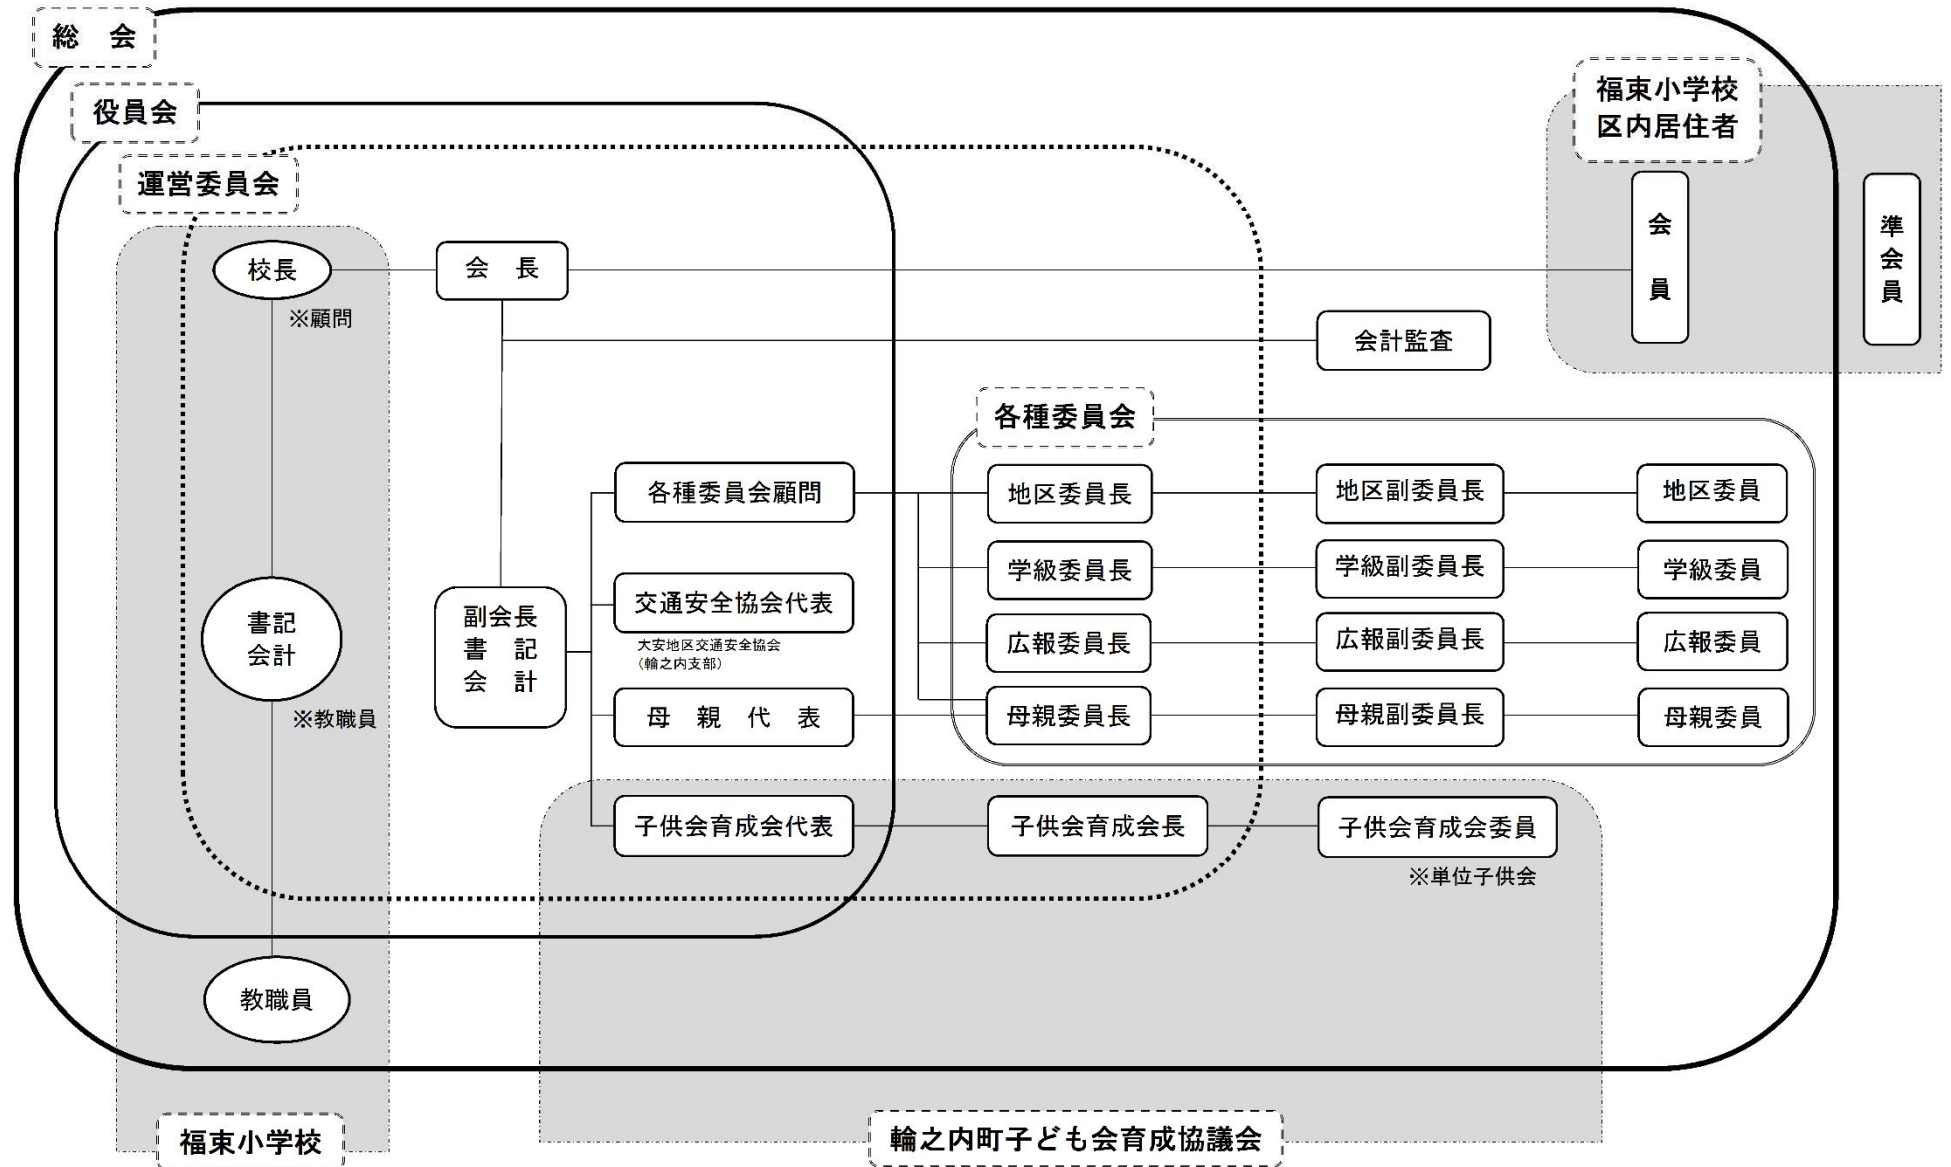 総　会
役員会
運営委員会
福束小学校
区内居住者
会
員
準
会
員
校長
※顧問
会　長
会計監査
各種委員会
各種委員会顧問
地区委員長
地区副委員長
地区委員
学級委員長
学級副委員長
学級委員
交通安全協会代表
大安地区交通安全協会
（輪之内支部）
広報委員長
広報副委員長
広報委員
書記
会計
※教職員
副会長
書　記
会　計
母　親　代　表
母親委員長
母親副委員長
母親委員
子供会育成会代表
子供会育成会長
子供会育成会委員
※単位子供会
教職員
福束小学校
輪之内町子ども会育成協議会